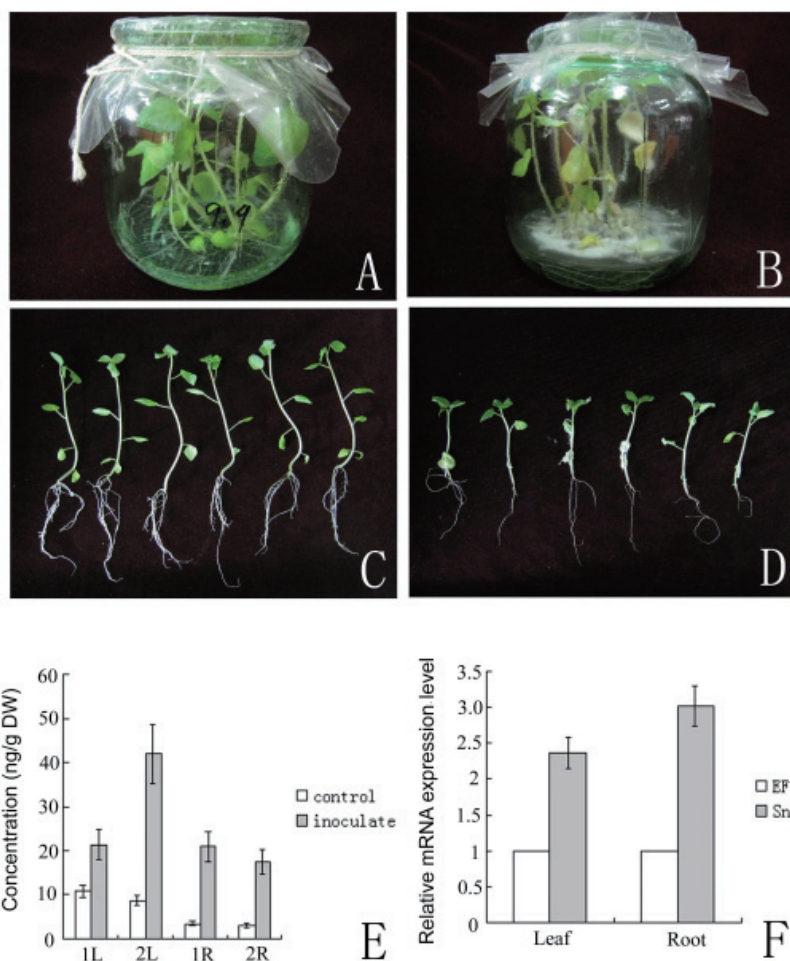 9.9
A
B
C
D
Concentration (ng/g DW)
60
50
40
30
20
10
0
1L
2L
1R
2R
control
inoculate
E
Relative mRNA expression level
3.5
3.0
2.5
2
1.5
1
0.5
0
Leaf
Root
EF
Sn
F